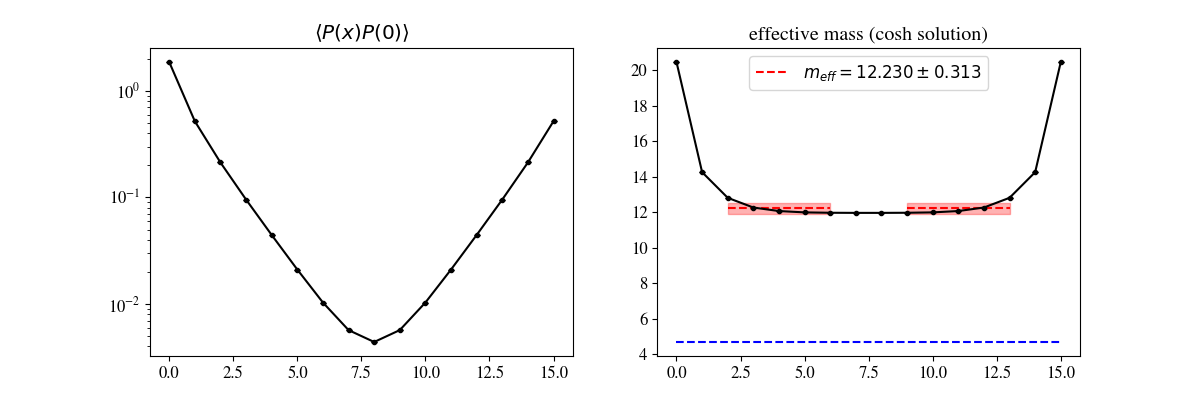 ⟨P(x)P(0)⟩
10⁰
10⁻¹
10⁻²
0.0 2.5 5.0 7.5 10.0 12.5 15.0
effective mass (cosh solution)
m_eff = 12.230 ± 0.313
20
18
16
14
12
10
8
6
4
0.0 2.5 5.0 7.5 10.0 12.5 15.0